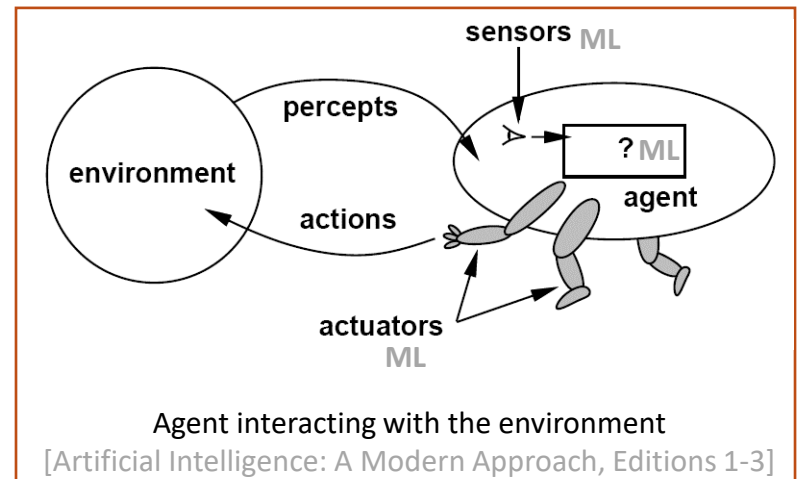 sensors ML
percepts
environment
? ML
agent
actions
actuators
ML
Agent interacting with the environment
[Artificial Intelligence: A Modern Approach, Editions 1-3]